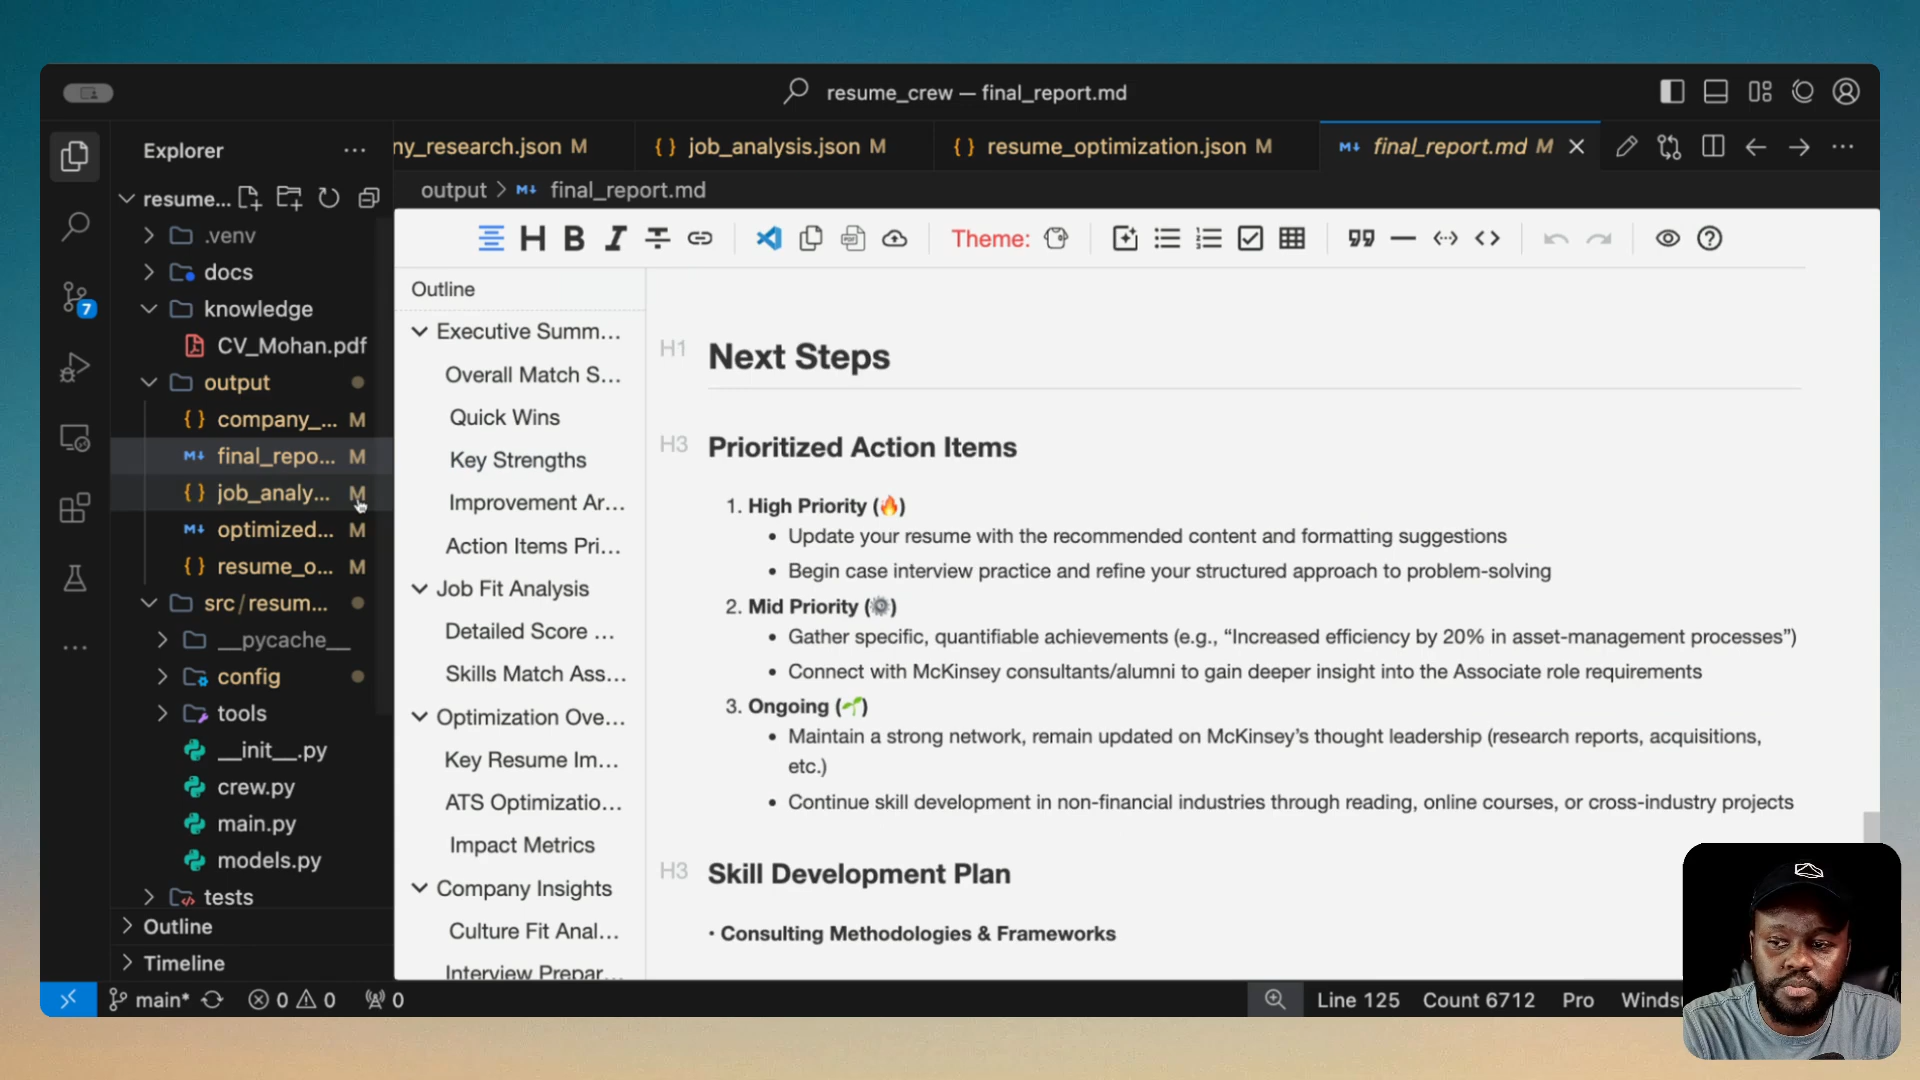 resume_crew — final_report.md
Explorer
ny_research.json M
job_analysis.json M
resume_optimization.json M
final_report.md M
output > final_report.md
resume...
.venv
docs
knowledge
CV_Mohan.pdf
output
company_... M
final_repo... M
job_analy... M
optimized... M
resume_o... M
src/resum...
__pycache__
config
tools
__init__.py
crew.py
main.py
models.py
tests
Outline
Timeline
7
H B I
Theme:
Outline
Executive Summ...
Overall Match S...
Quick Wins
Key Strengths
Improvement Ar...
Action Items Pri...
Job Fit Analysis
Detailed Score ...
Skills Match Ass...
Optimization Ove...
Key Resume Im...
ATS Optimizatio...
Impact Metrics
Company Insights
Culture Fit Anal...
Interview Prepar...
H1 Next Steps
H3 Prioritized Action Items
1. High Priority (🔥)
• Update your resume with the recommended content and formatting suggestions
• Begin case interview practice and refine your structured approach to problem-solving
2. Mid Priority (⚙️)
• Gather specific, quantifiable achievements (e.g., “Increased efficiency by 20% in asset-management processes”)
• Connect with McKinsey consultants/alumni to gain deeper insight into the Associate role requirements
3. Ongoing (🌱)
• Maintain a strong network, remain updated on McKinsey’s thought leadership (research reports, acquisitions,
etc.)
• Continue skill development in non-financial industries through reading, online courses, or cross-industry projects
H3 Skill Development Plan
• Consulting Methodologies & Frameworks
main* 0 0 0
Line 125 Count 6712 Pro Winds